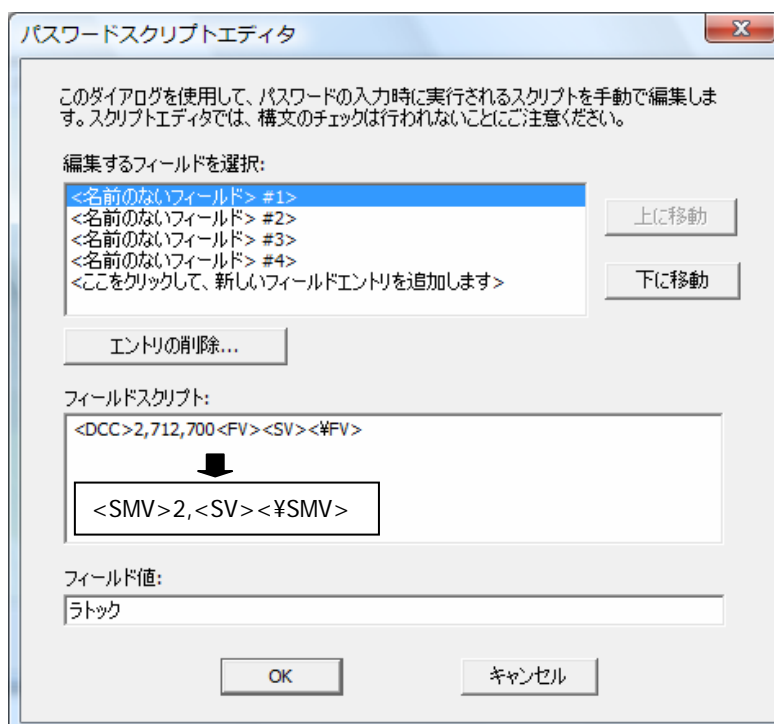 パスワードスクリプトエディタ
このダイアログを使用して、パスワードの入力時に実行されるスクリプトを手動で編集しま
す。スクリプトエディタでは、構文のチェックは行われないことにご注意ください。
編集するフィールドを選択:
<名前のないフィールド> #1>
<名前のないフィールド> #2>
<名前のないフィールド> #3>
<名前のないフィールド> #4>
<ここをクリックして、新しいフィールドエントリを追加します>
上に移動
下に移動
エントリの削除...
フィールドスクリプト:
<DCC>2,712,700<FV><SV><¥FV>
<SMV>2,<SV><¥SMV>
フィールド値:
ラトック
OK
キャンセル